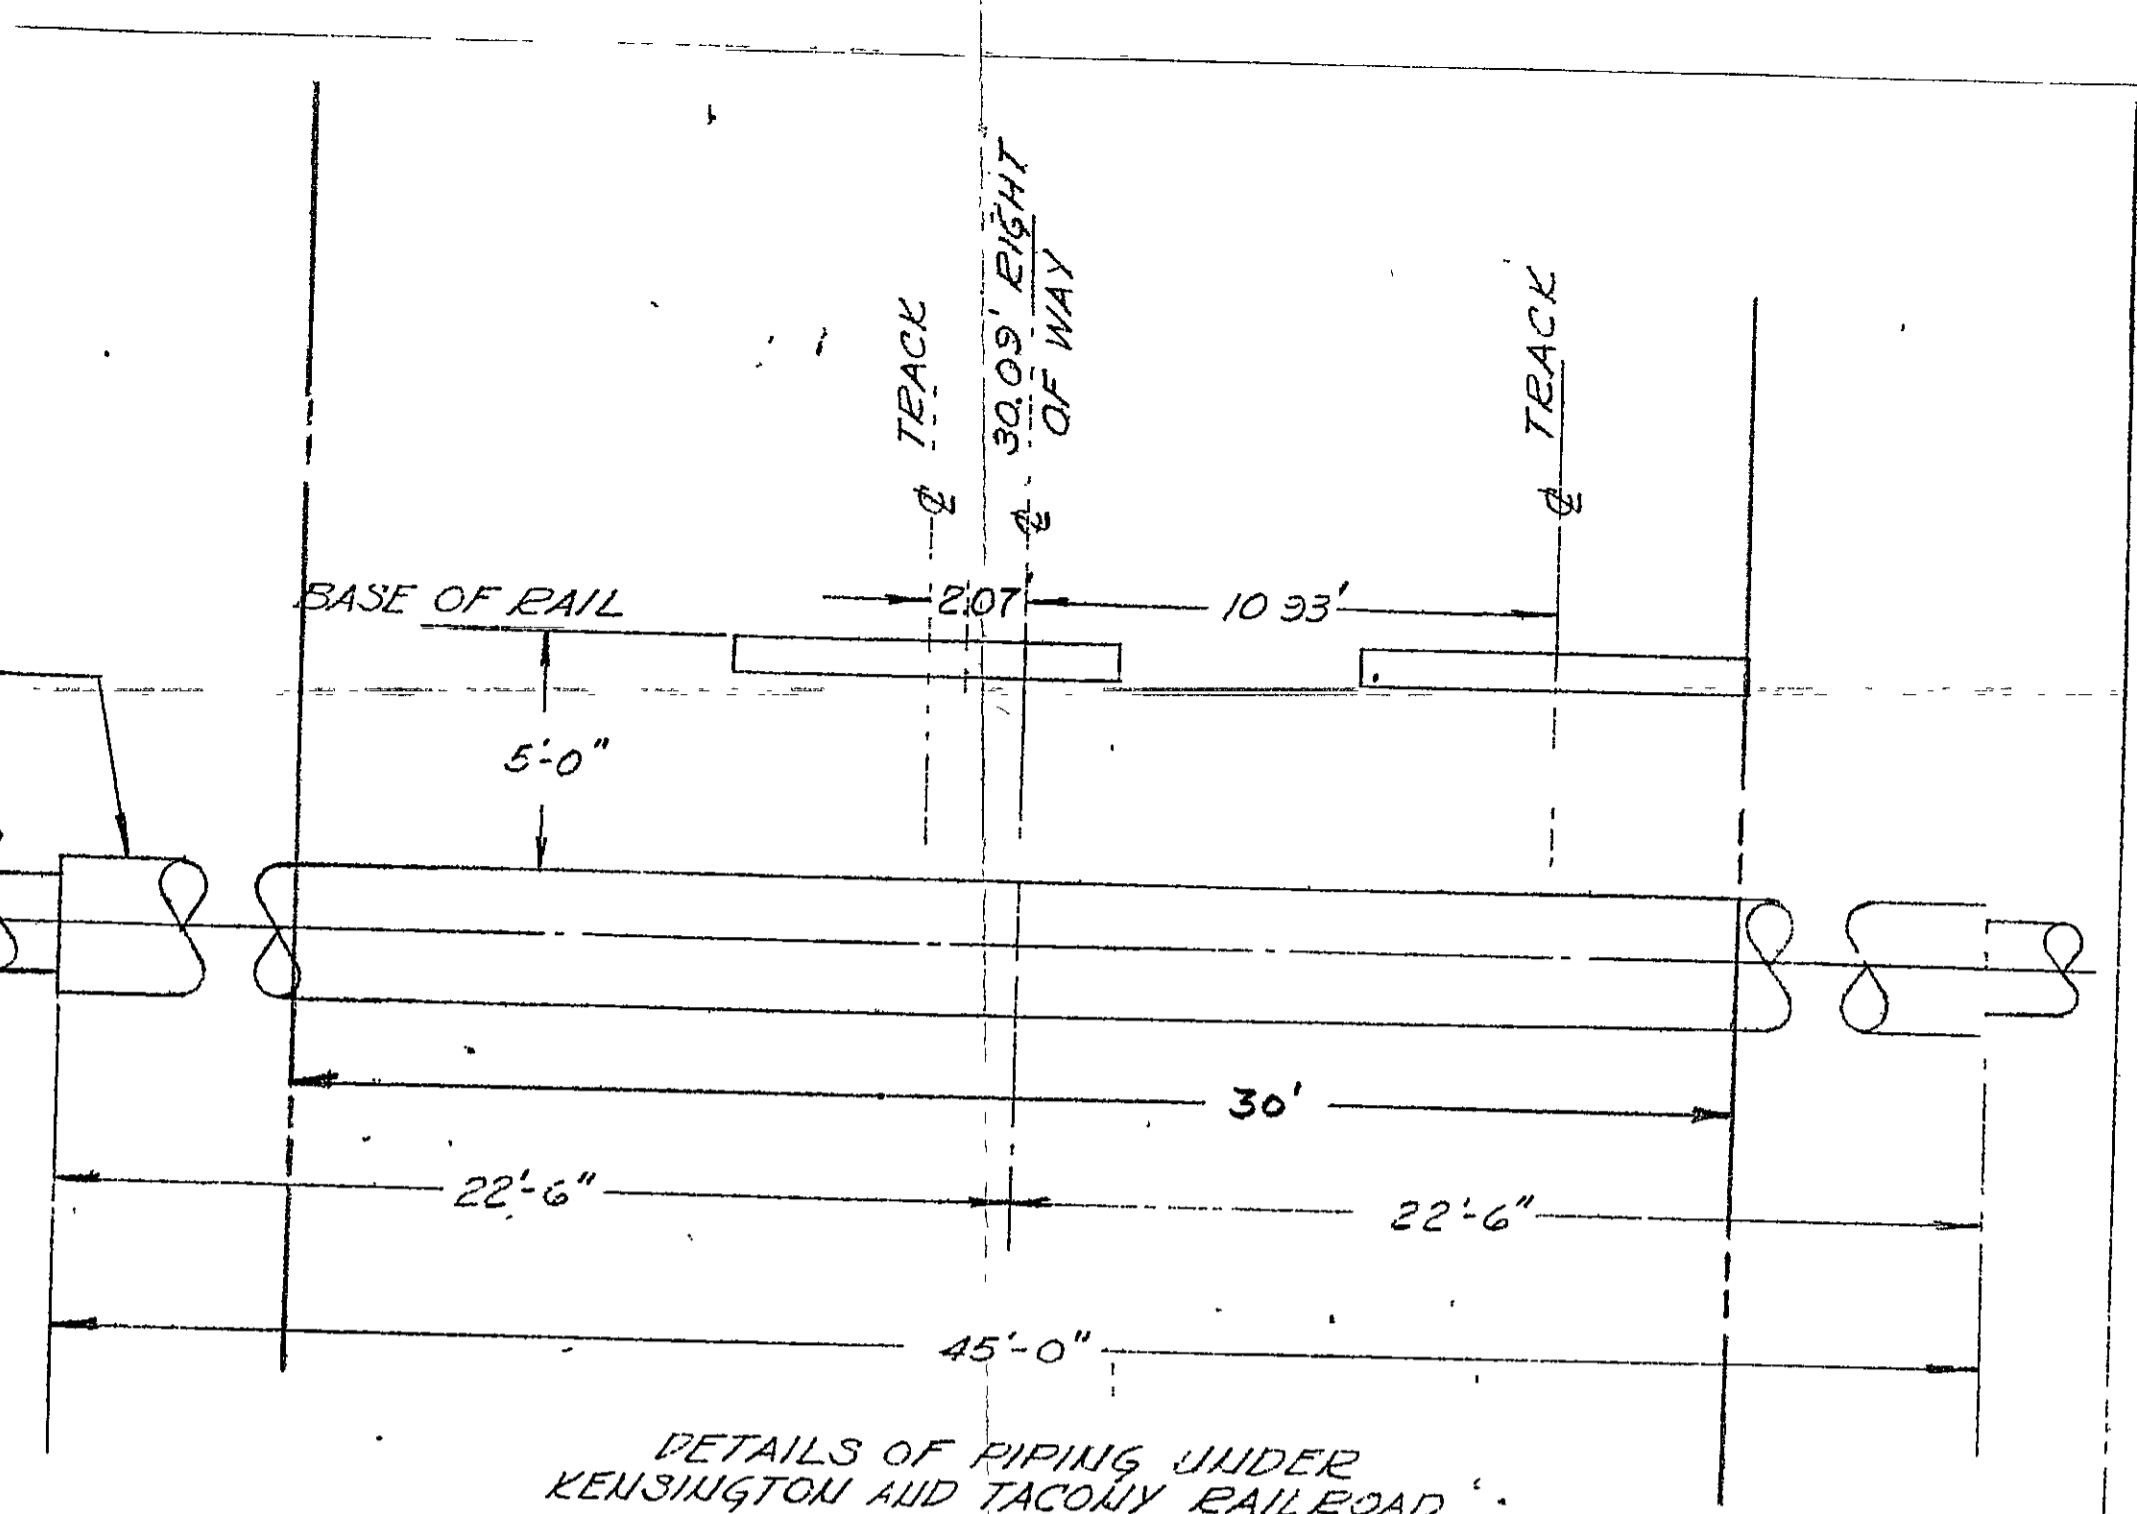 ℄ TRACK
℄ 30.09' RIGHT
OF WAY
℄ TRACK
BASE OF RAIL
2.07
10 93'
5'-0"
30'
22'-6"
22'-6"
45'-0"
DETAILS OF PIPING UNDER
KENSINGTON AND TACONY RAILROAD